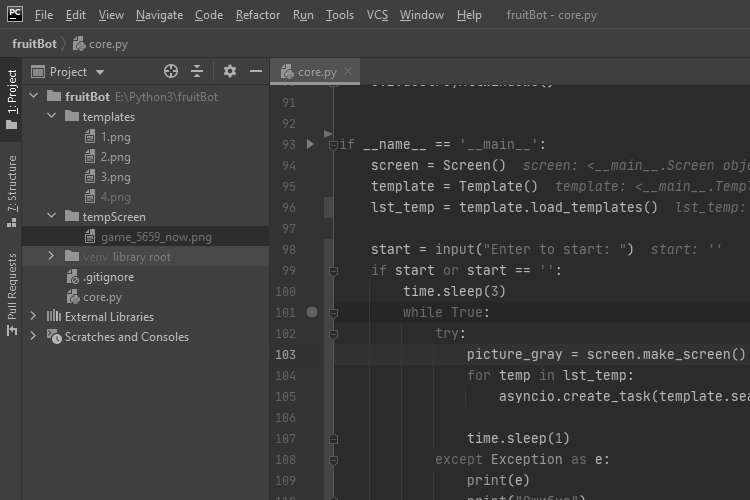 PC File Edit View Navigate Code Refactor Run Tools VCS Window Help fruitBot - core.py
fruitBot core.py
1: Project
7: Structure
Pull Requests
Project
fruitBot E:\Python3\fruitBot
templates
1.png
2.png
3.png
4.png
tempScreen
game_5659_now.png
venv library root
.gitignore
core.py
External Libraries
Scratches and Consoles
core.py
91
92
93 if __name__ == '__main__':
94 screen = Screen() screen: <__main__.Screen obje
95 template = Template() template: <__main__.Templ
96 lst_temp = template.load_templates() lst_temp:
97
98 start = input("Enter to start: ") start: ''
99 if start or start == '':
100 time.sleep(3)
101 while True:
102 try:
103 picture_gray = screen.make_screen()
104 for temp in lst_temp:
105 asyncio.create_task(template.sea
106
107 time.sleep(1)
108 except Exception as e:
109 print(e)